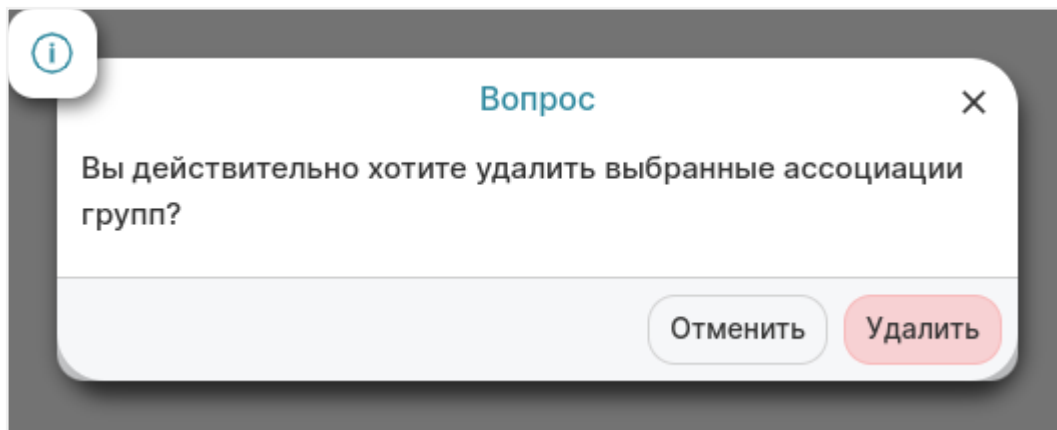 Вопрос
Вы действительно хотите удалить выбранные ассоциации
групп?
Отменить Удалить